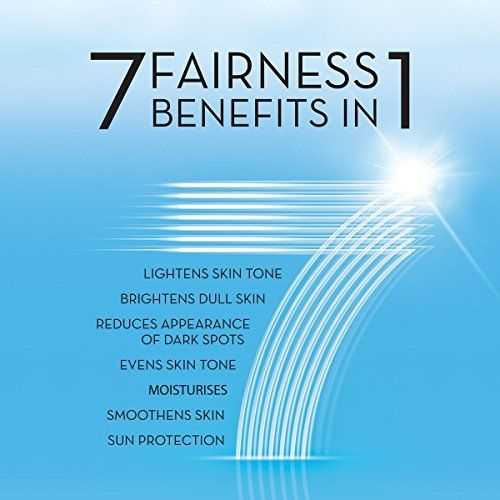 7 FAIRNESS BENEFITS IN 1
LIGHTENS SKIN TONE
BRIGHTENS DULL SKIN
REDUCES APPEARANCE
OF DARK SPOTS
EVENS SKIN TONE
MOISTURISES
SMOOTHENS SKIN
SUN PROTECTION